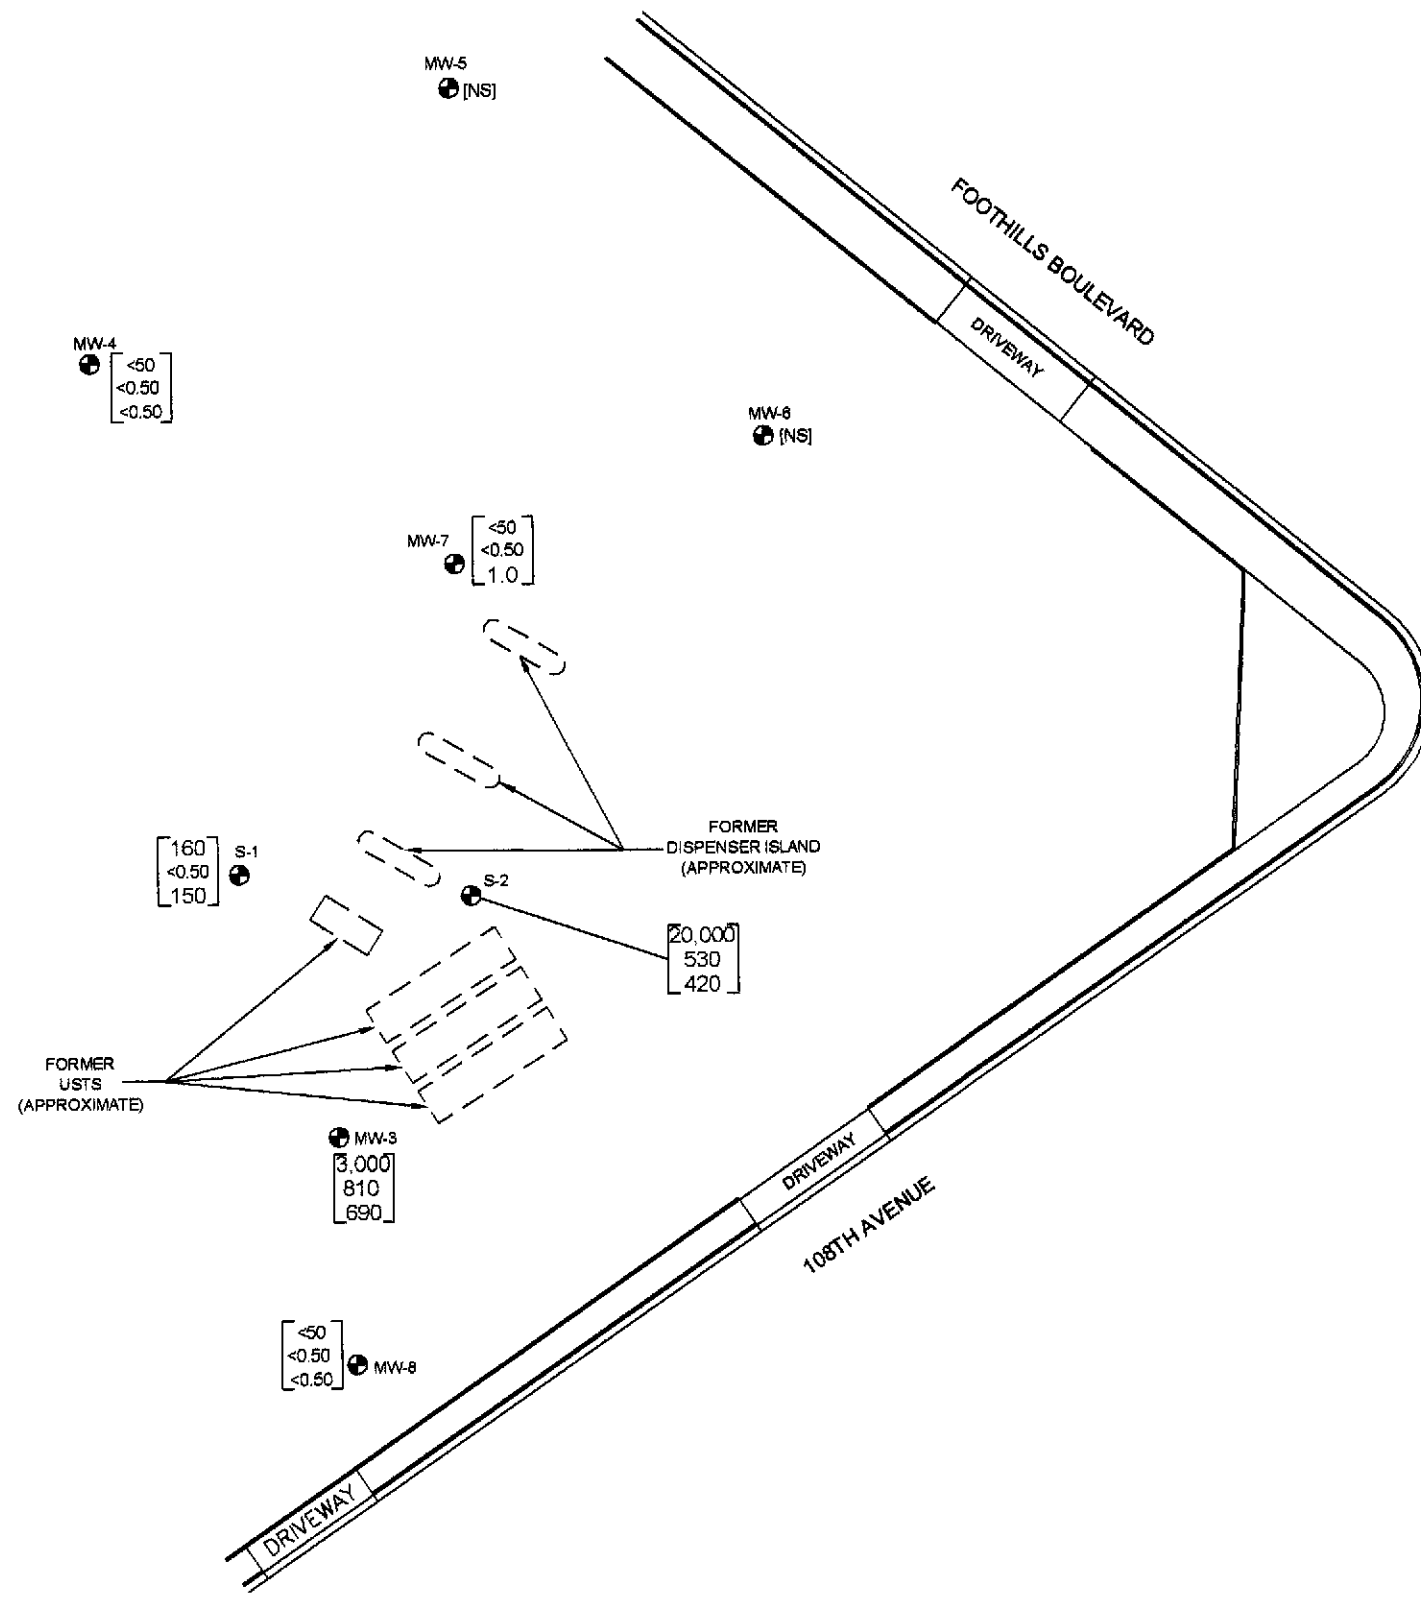 MW-5
[NS]
FOOTHILLS BOULEVARD
DRIVEWAY
MW-4
<50
<0.50
<0.50
MW-6
[NS]
MW-7
<50
<0.50
1.0
FORMER
DISPENSER ISLAND
(APPROXIMATE)
160
<0.50
150
S-1
S-2
20,000
530
420
FORMER
USTS
(APPROXIMATE)
MW-3
3,000
810
690
DRIVEWAY
108TH AVENUE
<50
<0.50
<0.50
MW-8
DRIVEWAY